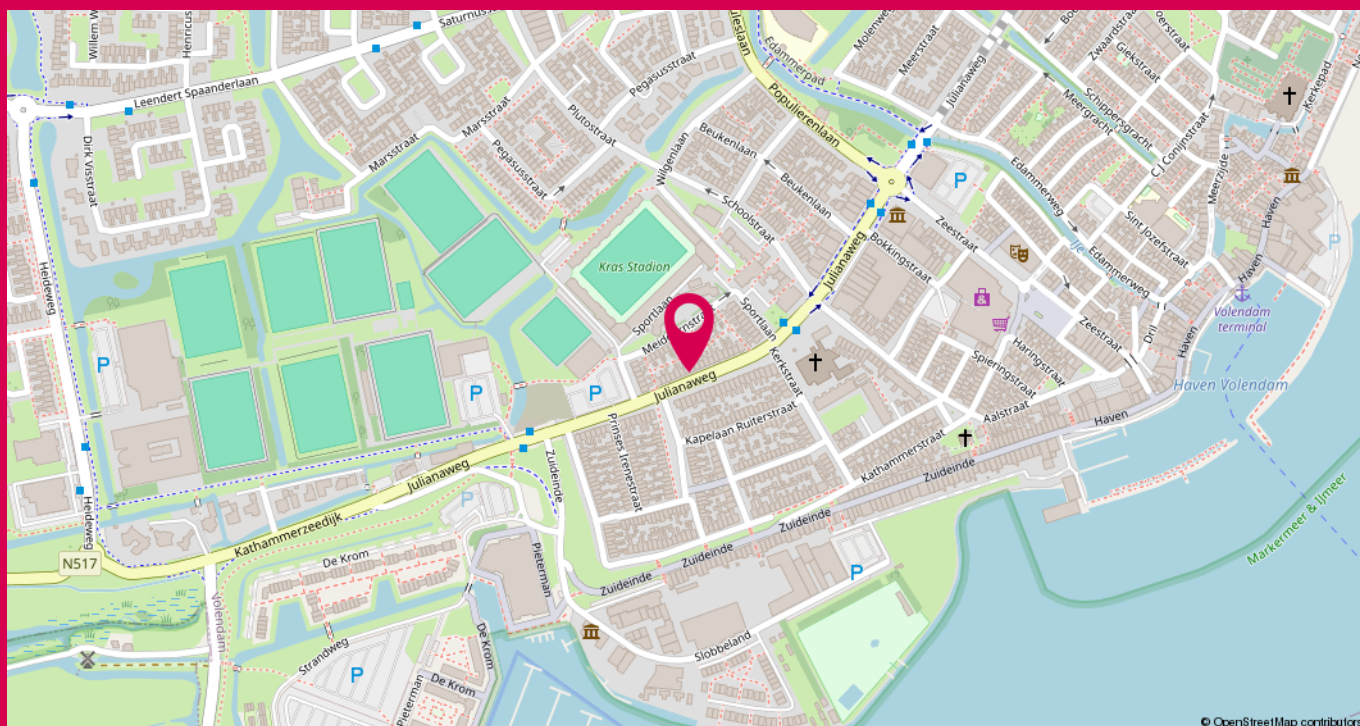 Willem W
Henricus
Saturnuss
Leendert Spaanderlaan
Dirk Visstraat
Marsstraat
Marsstraat
Pegasusstraat
Pegasusstraat
Plutostraat
Wilgenlaan
Beukenlaan
Beukenlaan
Schoolstraat
Edammerpad
Populierenlaan
Molenweg
Meerstraat
Julianaweg
Zwaardstraat
Giekstraat
Schippersgracht
Meergracht
C.J. Conijnstraat
Meerzijde
Kerkepad
Haven
Edammerweg
Sint Jozefstraat
Edammerweg
Zeestraat
Bokkingstraat
Julianaweg
P
P
Haven
Volendam
terminal
Kras Stadion
Sportlaan
Sportlaan
Heideweg
P
P
P
Julianaweg
Kerkstraat
Kapelaan Ruiterstraat
Prinses Irenestraat
Kathammerstraat
Zeestraat
Haringstraat
Spieringstraat
Aalstraat
Dril
Haven
Haven
Haven Volendam
Zuideinde
Zuideinde
Zuideinde
Zuideinde
Zuideinde
Julianaweg
Kathammerzeedijk
Heideweg
N517
Volendam
De Krom
P
Pieterman
P
Markermeer & IJmeer
Strandweg
De Krom
De Krom
Pieterman
P
Slobbeland
© OpenStreetMap contributors